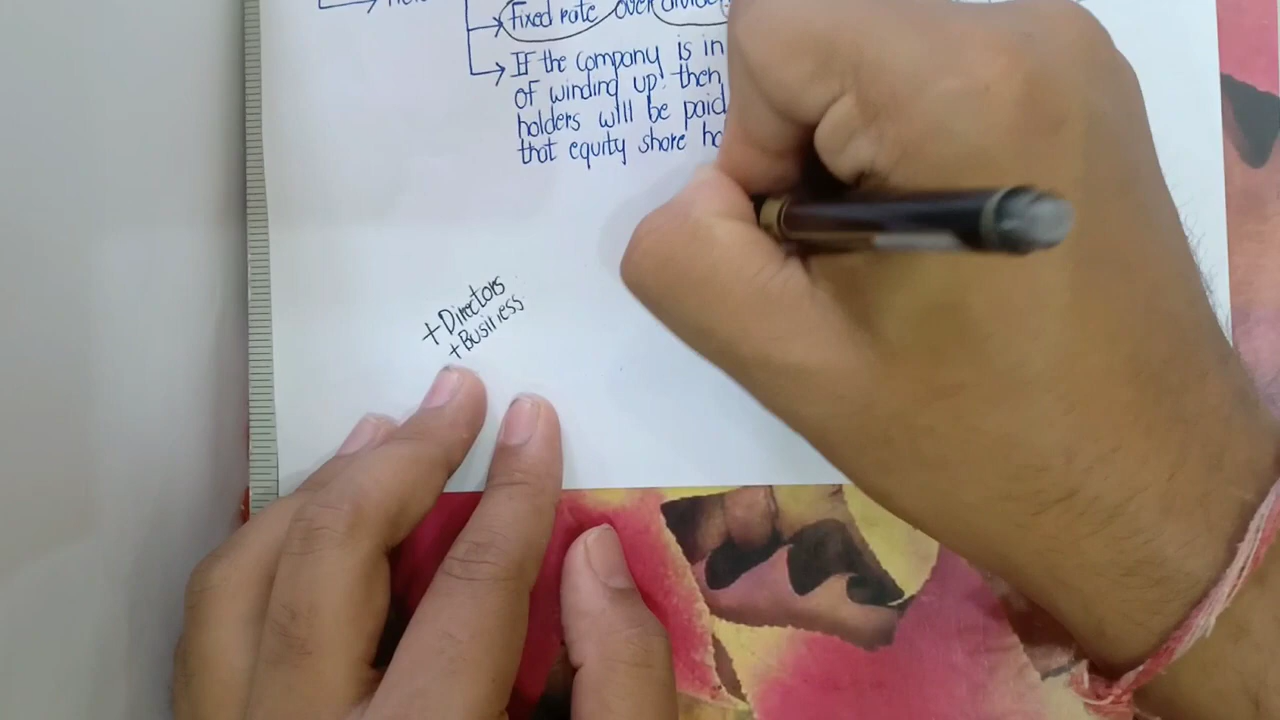 Fixed rate over divide
If the company is in
of winding up then
holders will be paid
that equity share ho
+Directors
+Business